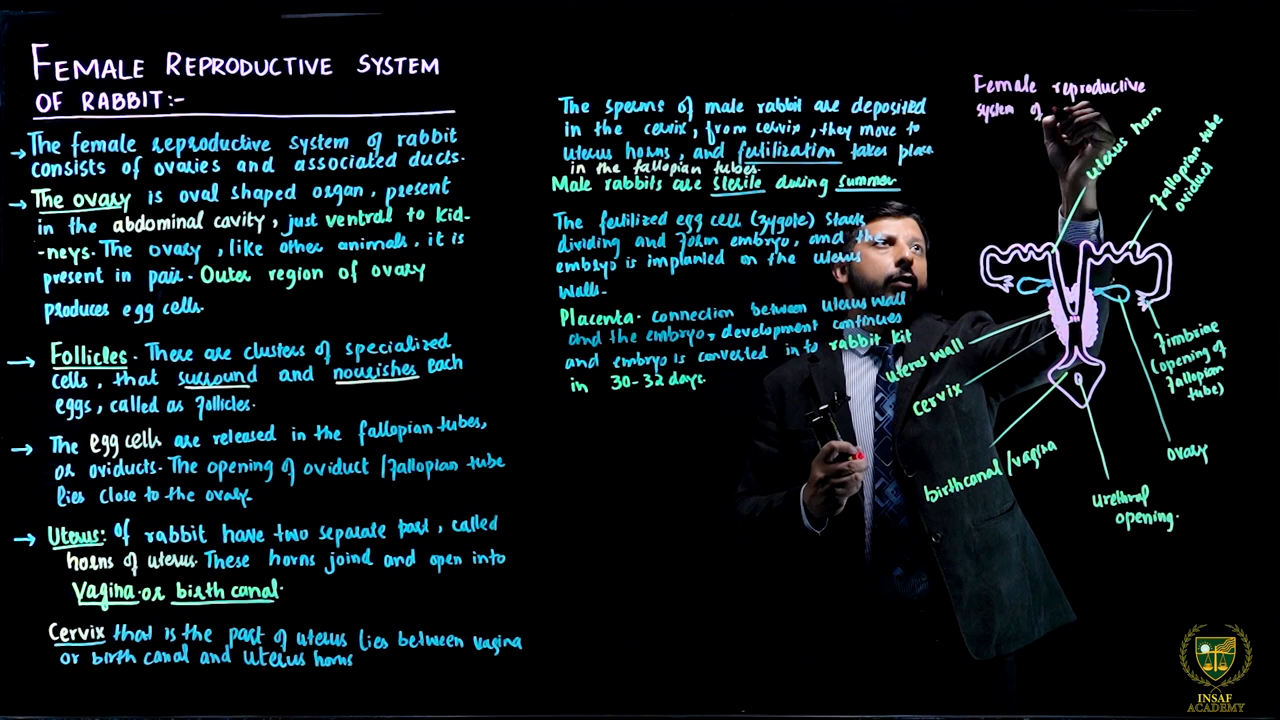 FEMALE REPRODUCTIVE SYSTEM
OF RABBIT:-
→ The female reproductive system of rabbit
consists of ovaries and associated ducts.
→ The ovary is oval shaped organ, present
in the abdominal cavity, just ventral to kid-
-neys. The ovary, like other animals, it is
present in pair. Outer region of ovary
produces egg cells.
→ Follicles. There are clusters of specialized
cells, that surround and nourishes each
eggs, called as follicles.
→ The egg cells are released in the fallopian tubes,
or oviducts. The opening of oviduct / fallopian tube
lies close to the ovary.
→ Uterus: of rabbit have two separate part, called
horns of uterus. These horns joind and open into
Vagina or birth canal.
Cervix that is the part of uterus lies between vagina
or birth canal and uterus horns
The sperms of male rabbit are deposited
in the cervix, from cervix, they move to
uterus horns, and fertilization takes place
in the fallopian tubes.
Male rabbits are sterile during summer
The fertilized egg cell (zygote) start
dividing and form embryo, and the
embryo is implanted on the uterus
walls.
Placenta. connection between uterus wall
and the embryo, development continues
and embryo is converted into rabbit kit
in 30-32 days.
Female reproductive
system of
uterus horn
fallopian tube
oviduct
uterus wall
cervix
birth canal / vagina
urethral
opening.
ovary
fimbriae
(opening of
fallopian
tube)
INSAF
ACADEMY